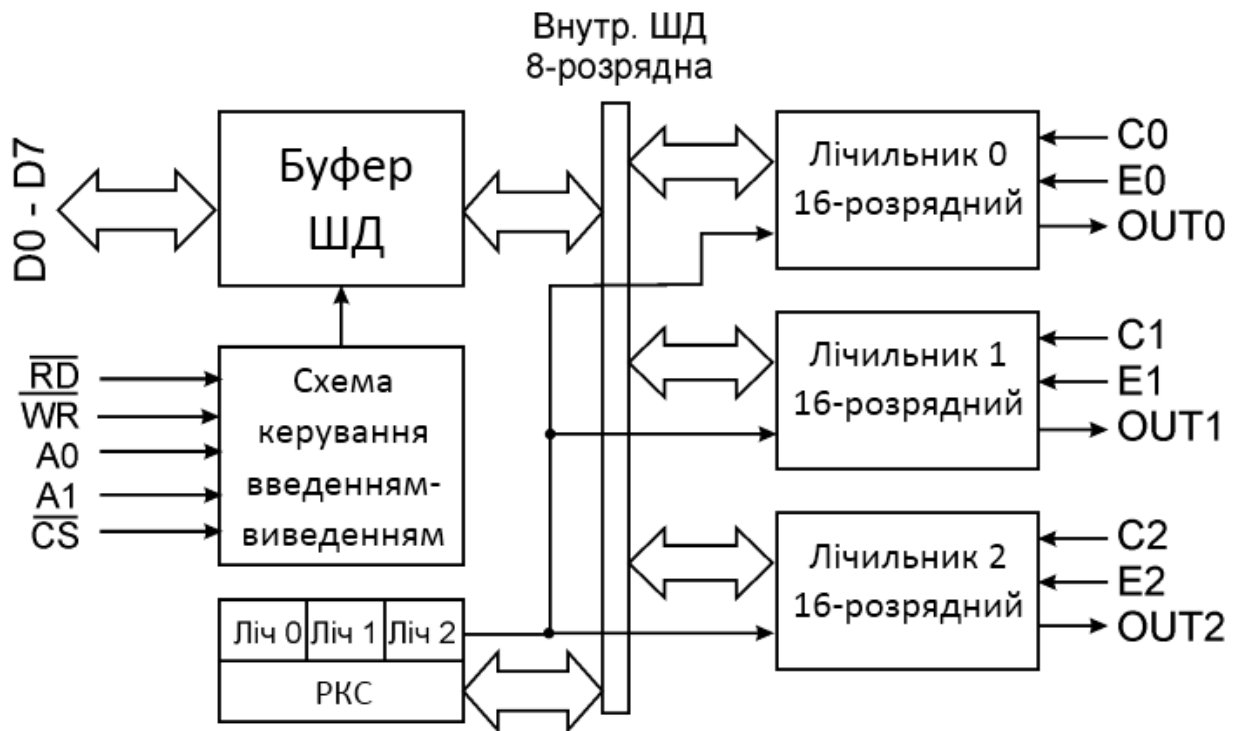 Внутр. ШД
8-розрядна
D0 - D7
Буфер
ШД
Лічильник 0
16-розрядний
C0
E0
OUT0
Лічильник 1
16-розрядний
C1
E1
OUT1
RD
WR
A0
A1
CS
Схема
керування
введенням-
виведенням
Лічильник 2
16-розрядний
C2
E2
OUT2
Ліч 0 Ліч 1 Ліч 2
РКС